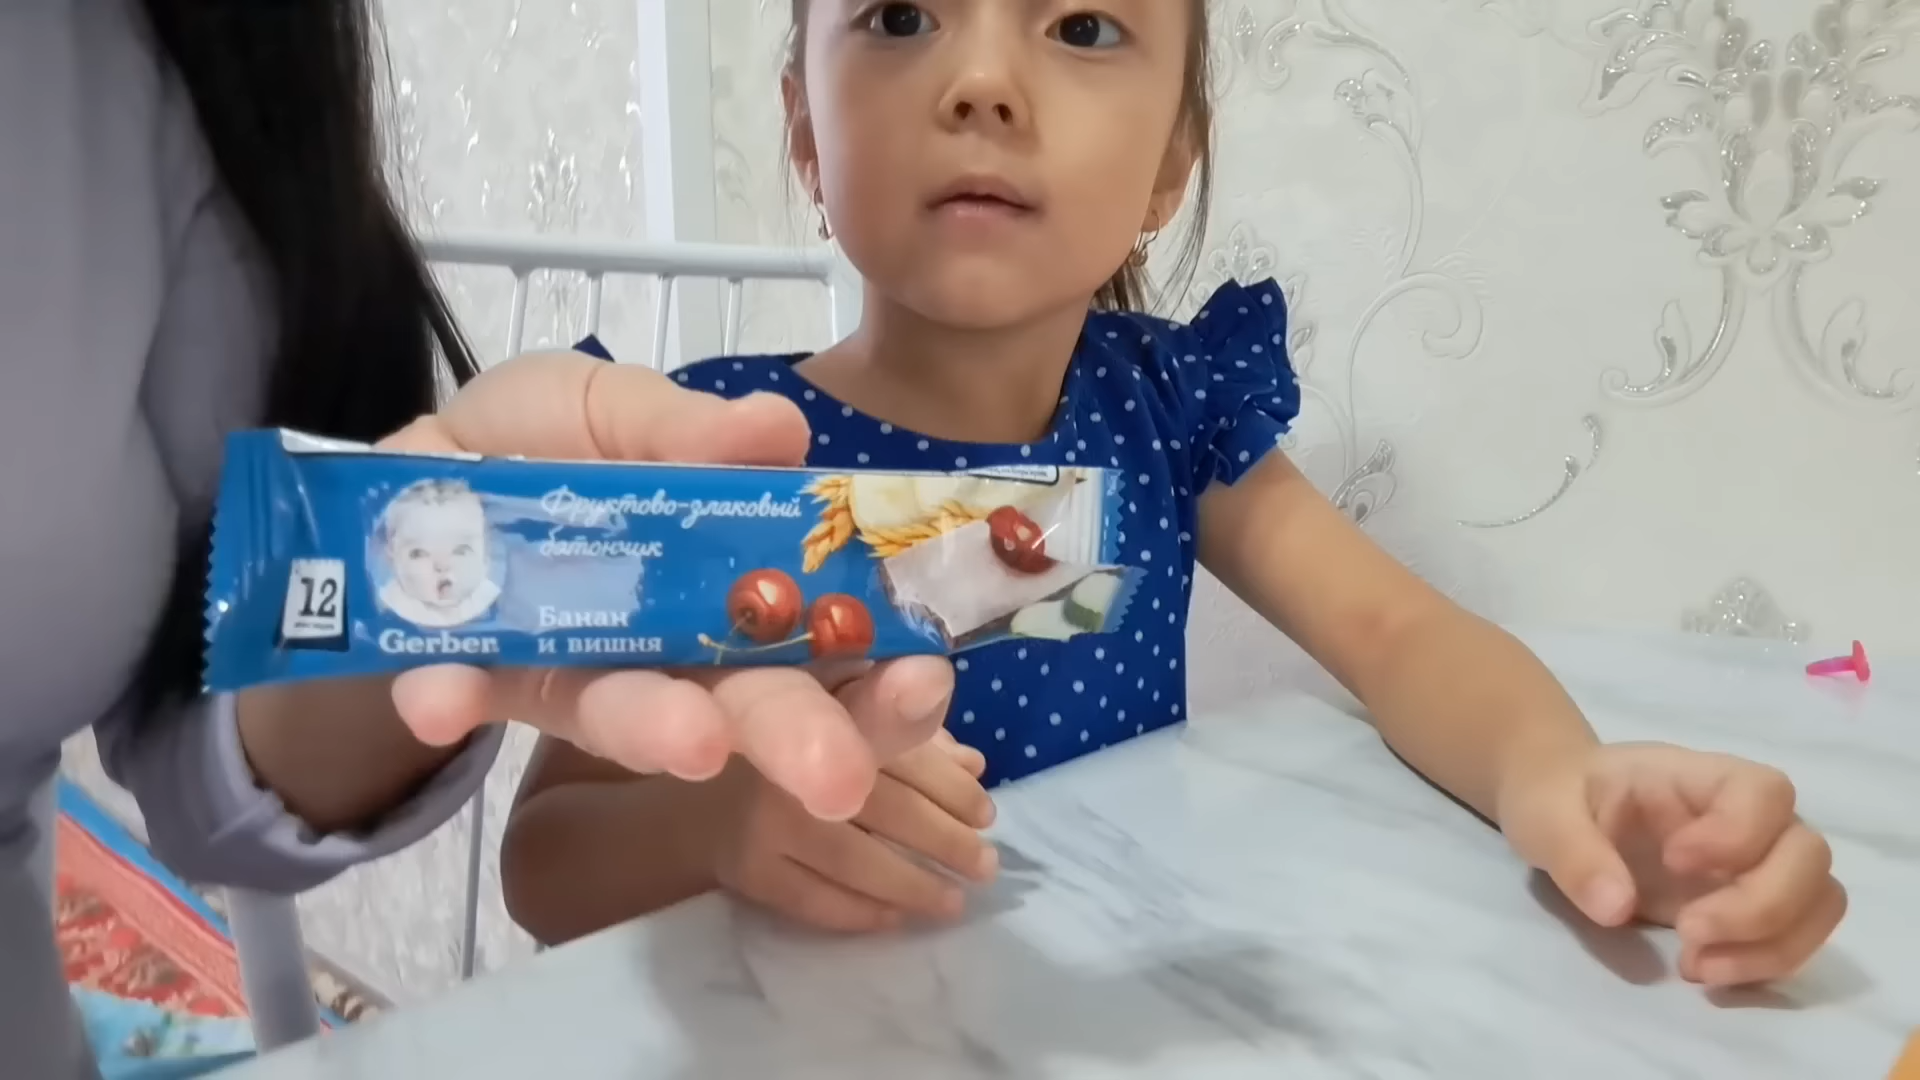 Фруктово-злаковый
батончик
12
Gerber
Банан
и вишня